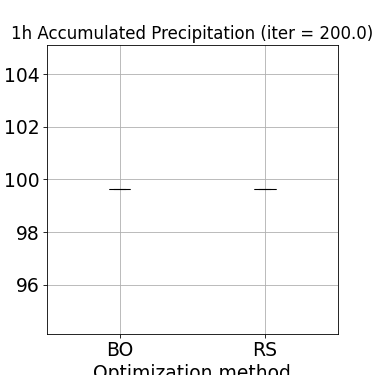 1h Accumulated Precipitation (iter = 200.0)
104
102
100
98
96
BO RS
Optimization method